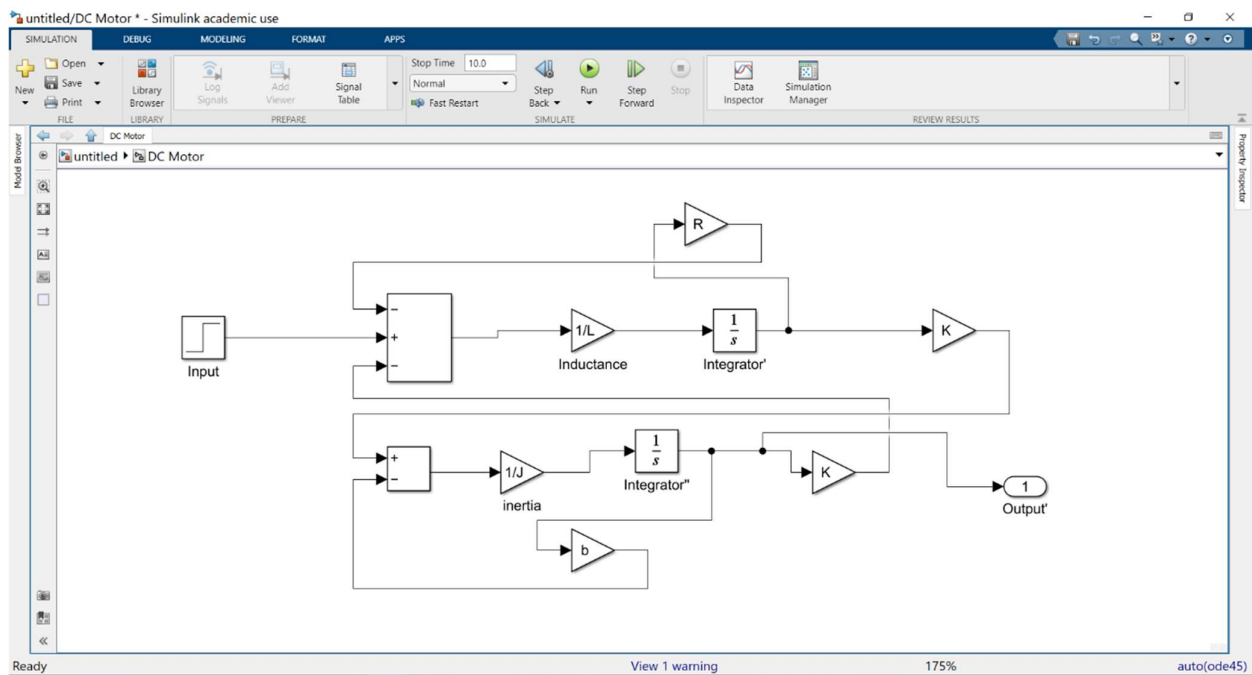 untitled/DC Motor * - Simulink academic use
SIMULATION DEBUG MODELING FORMAT APPS
New
Open
Save
Print
FILE
Library
Browser
LIBRARY
Log
Signals
Add
Viewer
Signal
Table
PREPARE
Stop Time 10.0
Normal
Fast Restart
Step
Back
Run
Step
Forward
Stop
SIMULATE
Data
Inspector
Simulation
Manager
REVIEW RESULTS
Model Browser
DC Motor
Property Inspector
untitled DC Motor
R
−
+
−
Input
1/L
Inductance
1
s
Integrator'
K
+
−
1/J
inertia
1
s
Integrator"
K
1
Output'
b
Ready
View 1 warning
175%
auto(ode45)